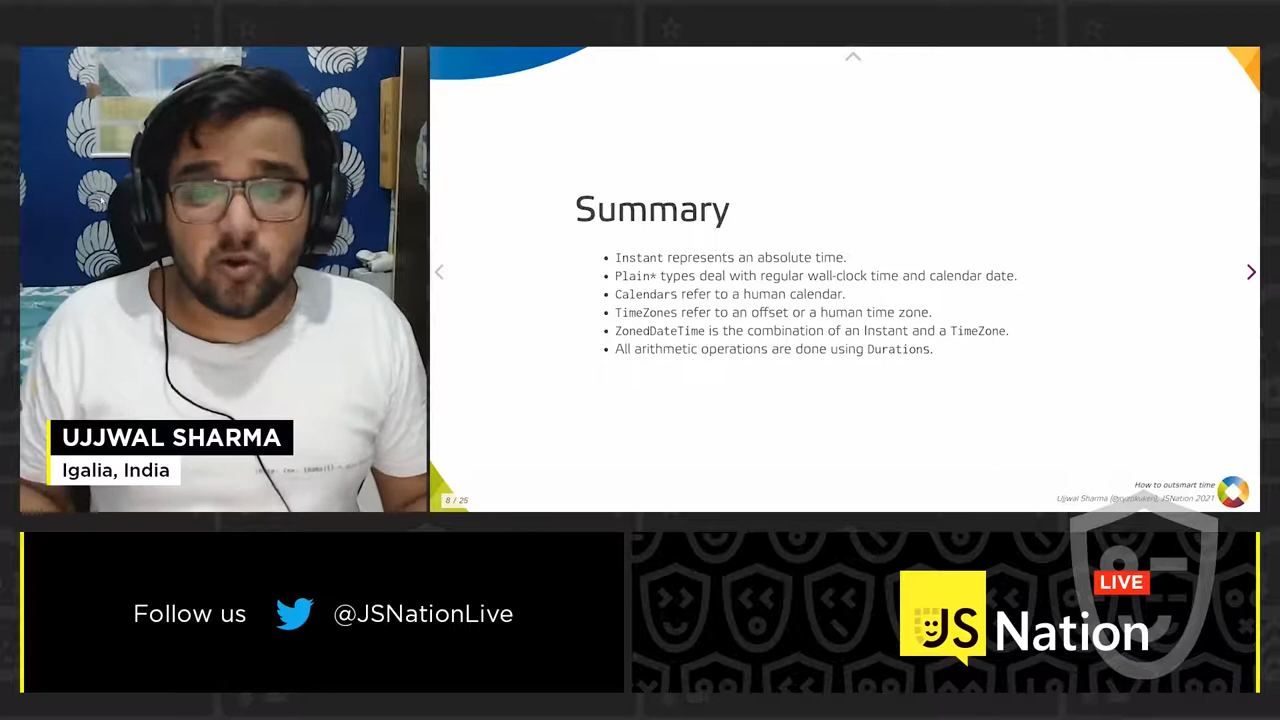 Summary
• Instant represents an absolute time.
• Plain* types deal with regular wall-clock time and calendar date.
• Calendars refer to a human calendar.
• TimeZones refer to an offset or a human time zone.
• ZonedDateTime is the combination of an Instant and a TimeZone.
• All arithmetic operations are done using Durations.
UJJWAL SHARMA
Igalia, India
8 / 25
How to outsmart time
Ujjwal Sharma (@ryzokuken), JSNation 2021
Follow us @JSNationLive
LIVE
JS Nation